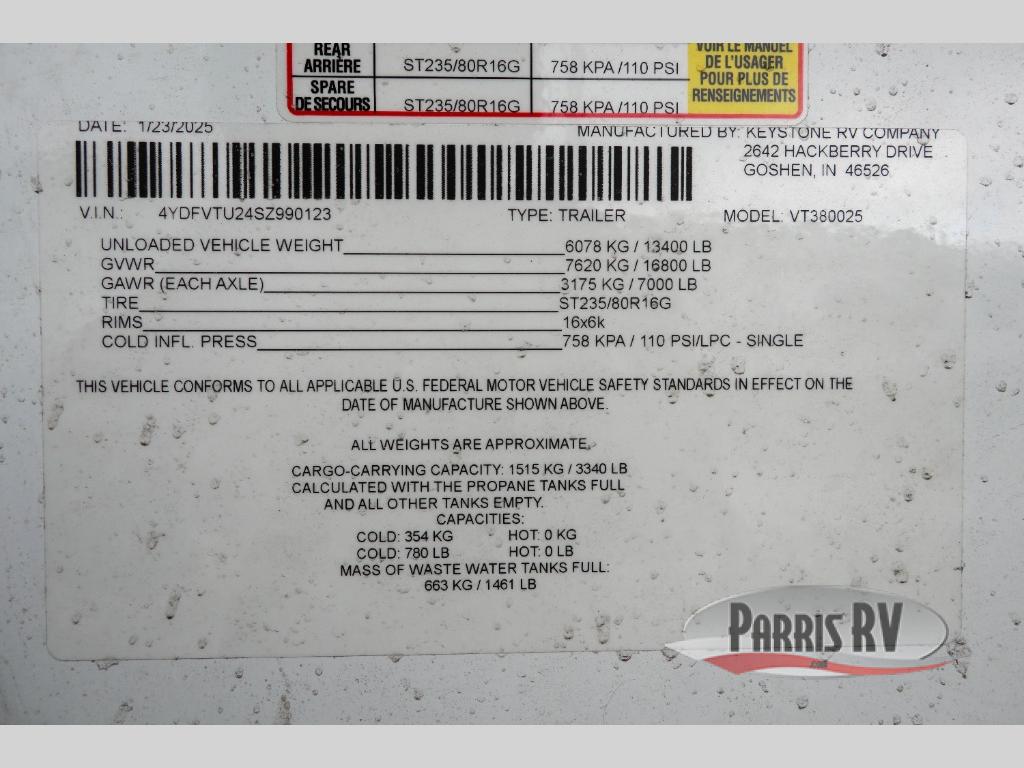 REAR
ARRIÈRE ST235/80R16G 758 KPA /110 PSI
SPARE
DE SECOURS ST235/80R16G 758 KPA /110 PSI
VOIR LE MANUEL
DE L'USAGER
POUR PLUS DE
RENSEIGNEMENTS
DATE: 1/23/2025 MANUFACTURED BY: KEYSTONE RV COMPANY
2642 HACKBERRY DRIVE
GOSHEN, IN 46526
V.I.N.: 4YDFVTU24SZ990123 TYPE: TRAILER MODEL: VT380025
UNLOADED VEHICLE WEIGHT 6078 KG / 13400 LB
GVWR 7620 KG / 16800 LB
GAWR (EACH AXLE) 3175 KG / 7000 LB
TIRE ST235/80R16G
RIMS 16x6k
COLD INFL. PRESS 758 KPA / 110 PSI/LPC - SINGLE
THIS VEHICLE CONFORMS TO ALL APPLICABLE U.S. FEDERAL MOTOR VEHICLE SAFETY STANDARDS IN EFFECT ON THE
DATE OF MANUFACTURE SHOWN ABOVE.
ALL WEIGHTS ARE APPROXIMATE.
CARGO-CARRYING CAPACITY: 1515 KG / 3340 LB
CALCULATED WITH THE PROPANE TANKS FULL
AND ALL OTHER TANKS EMPTY.
CAPACITIES:
COLD: 354 KG HOT: 0 KG
COLD: 780 LB HOT: 0 LB
MASS OF WASTE WATER TANKS FULL:
663 KG / 1461 LB
PARRIS RV
.com